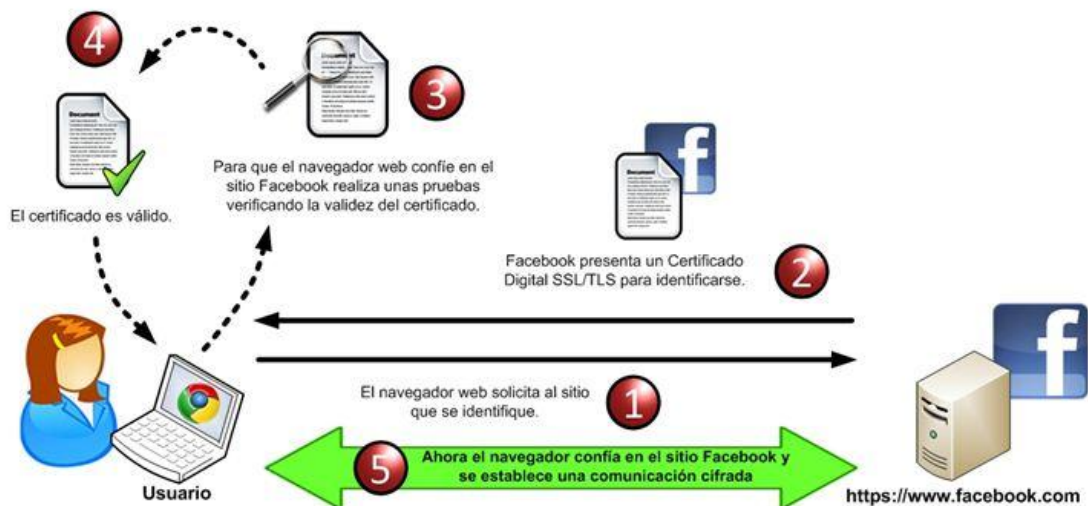 4
Document
3
Document
Para que el navegador web confíe en el
sitio Facebook realiza unas pruebas
verificando la validez del certificado.
El certificado es válido.
Document
Facebook presenta un Certificado
Digital SSL/TLS para identificarse.
2
El navegador web solicita al sitio
que se identifique.
1
5
Ahora el navegador confía en el sitio Facebook y
se establece una comunicación cifrada
Usuario
https://www.facebook.com